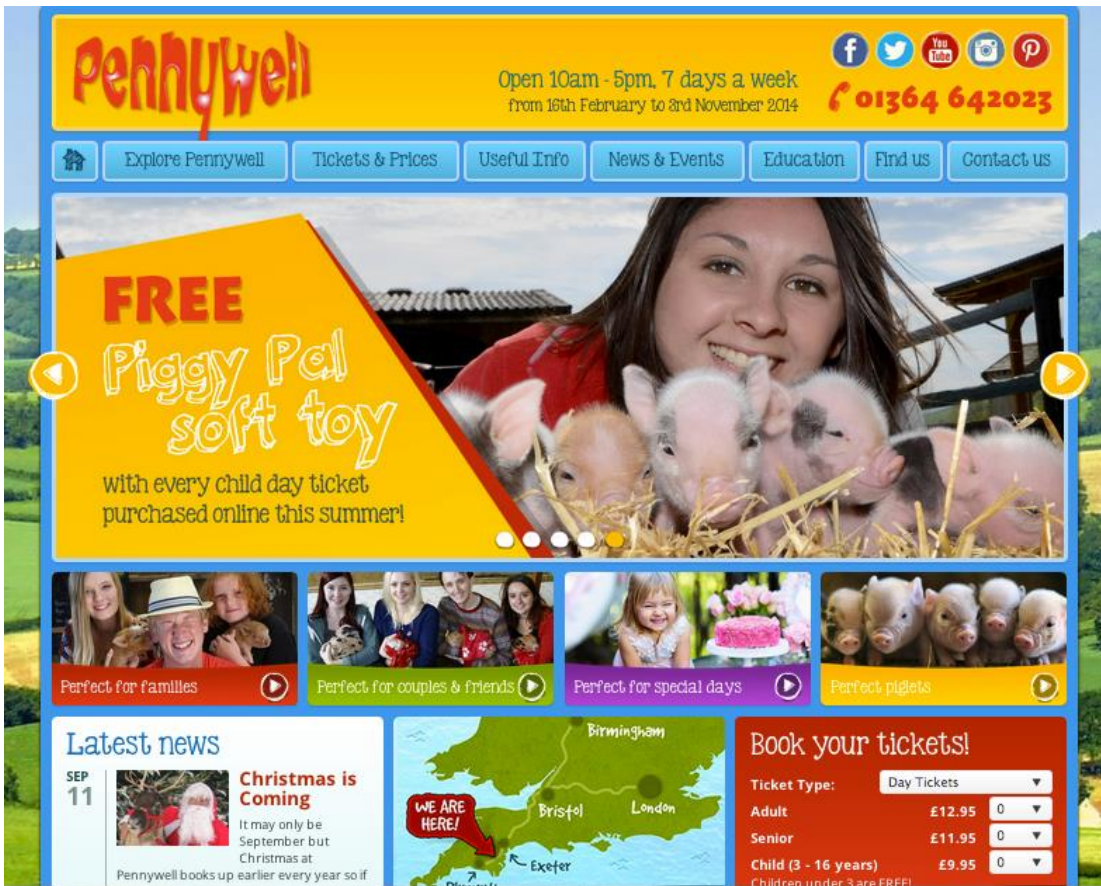 Pennywell
You
Tube
Open 10am - 5pm, 7 days a week
from 16th February to 3rd November 2014
01364 642023
Explore Pennywell
Tickets & Prices
Useful Info
News & Events
Education
Find us
Contact us
FREE
Piggy Pal
soft toy
with every child day ticket
purchased online this summer!
Perfect for families
Perfect for couples & friends
Perfect for special days
Perfect piglets
Latest news
SEP
11
Christmas is
Coming
It may only be
September but
Christmas at
Pennywell books up earlier every year so if
Birmingham
Bristol
London
WE ARE
HERE!
Exeter
Book your tickets!
Ticket Type: Day Tickets
Adult £12.95 0
Senior £11.95 0
Child (3 - 16 years) £9.95 0
Children under 3 are FREE!